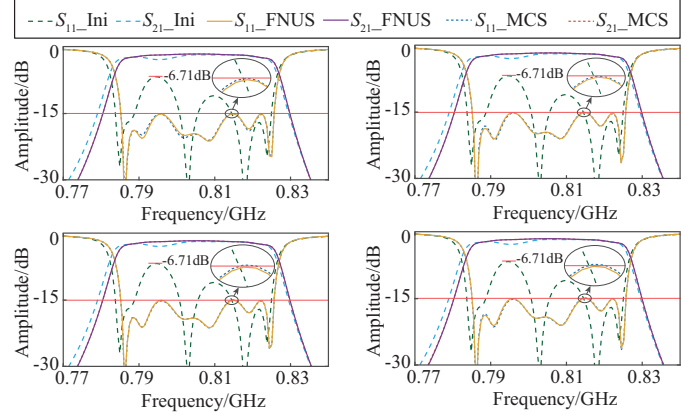 S11_Ini S21_Ini S11_FNUS S21_FNUS S11_MCS S21_MCS
Amplitude/dB
0
-15
-30
-6.71dB
0.77 0.79 0.81 0.83
Frequency/GHz
Amplitude/dB
0
-15
-30
-6.71dB
0.77 0.79 0.81 0.83
Frequency/GHz
Amplitude/dB
0
-15
-30
-6.71dB
0.77 0.79 0.81 0.83
Frequency/GHz
Amplitude/dB
0
-15
-30
-6.71dB
0.77 0.79 0.81 0.83
Frequency/GHz